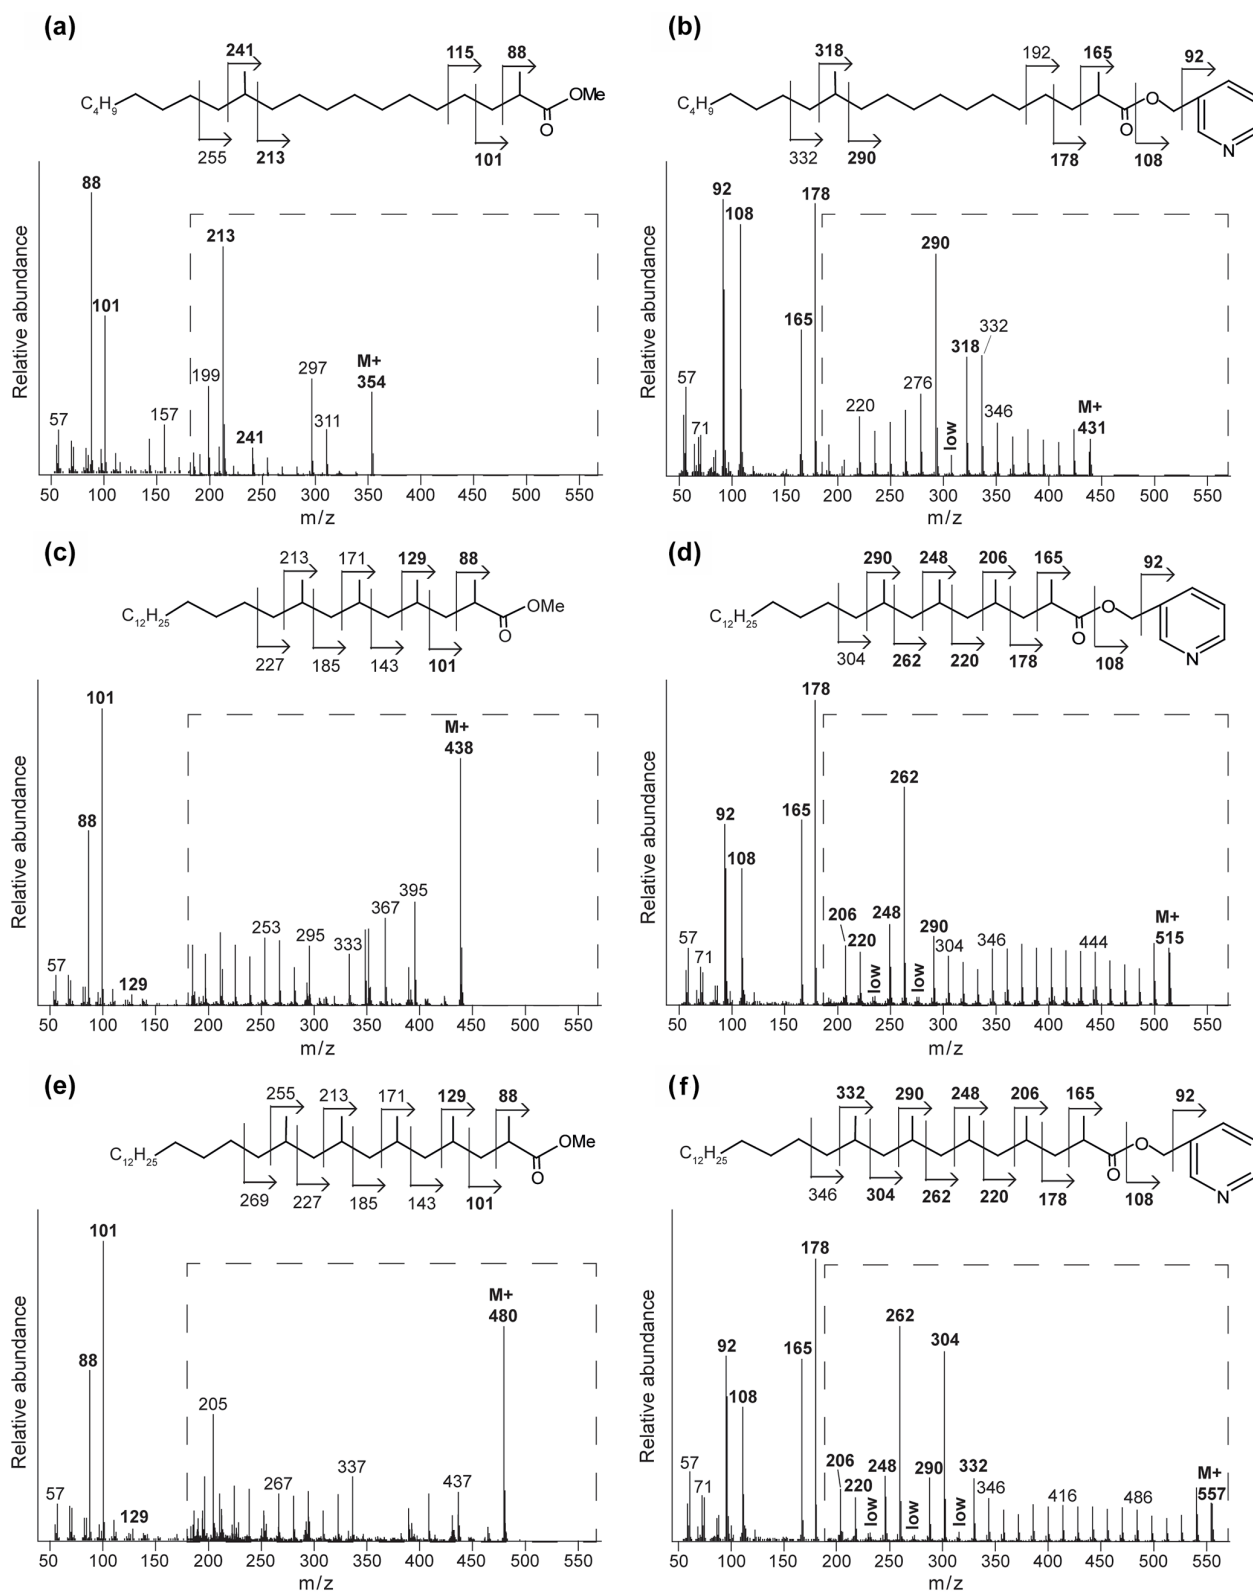 (a)
241
115
88
C4H9
OMe
O
255
213
101
88
213
101
M+
354
297
199
157
57
311
241
Relative abundance
50 100 150 200 250 300 350 400 450 500 550
m/z
(b)
318
192
165
92
C4H9
O
O
N
332
290
178
108
92
178
108
290
165
332
318
57
276
220
346
71
low
M+
431
Relative abundance
50 100 150 200 250 300 350 400 450 500 550
m/z
(c)
213
171
129
88
C12H25
OMe
O
227
185
143
101
101
M+
438
88
395
367
253
295
333
57
129
Relative abundance
50 100 150 200 250 300 350 400 450 500 550
m/z
(d)
290
248
206
165
92
C12H25
O
O
N
304
262
220
178
108
178
262
165
92
108
206
248
220
290
304
346
444
57
71
low
low
M+
515
Relative abundance
50 100 150 200 250 300 350 400 450 500 550
m/z
(e)
255
213
171
129
88
C12H25
OMe
O
269
227
185
143
101
101
M+
480
88
205
337
267
437
57
129
Relative abundance
50 100 150 200 250 300 350 400 450 500 550
m/z
(f)
332
290
248
206
165
92
C12H25
O
O
N
346
304
262
220
178
108
178
262
304
165
92
108
57
206
248
290
332
71
220
346
416
486
low
low
low
M+
557
Relative abundance
50 100 150 200 250 300 350 400 450 500 550
m/z